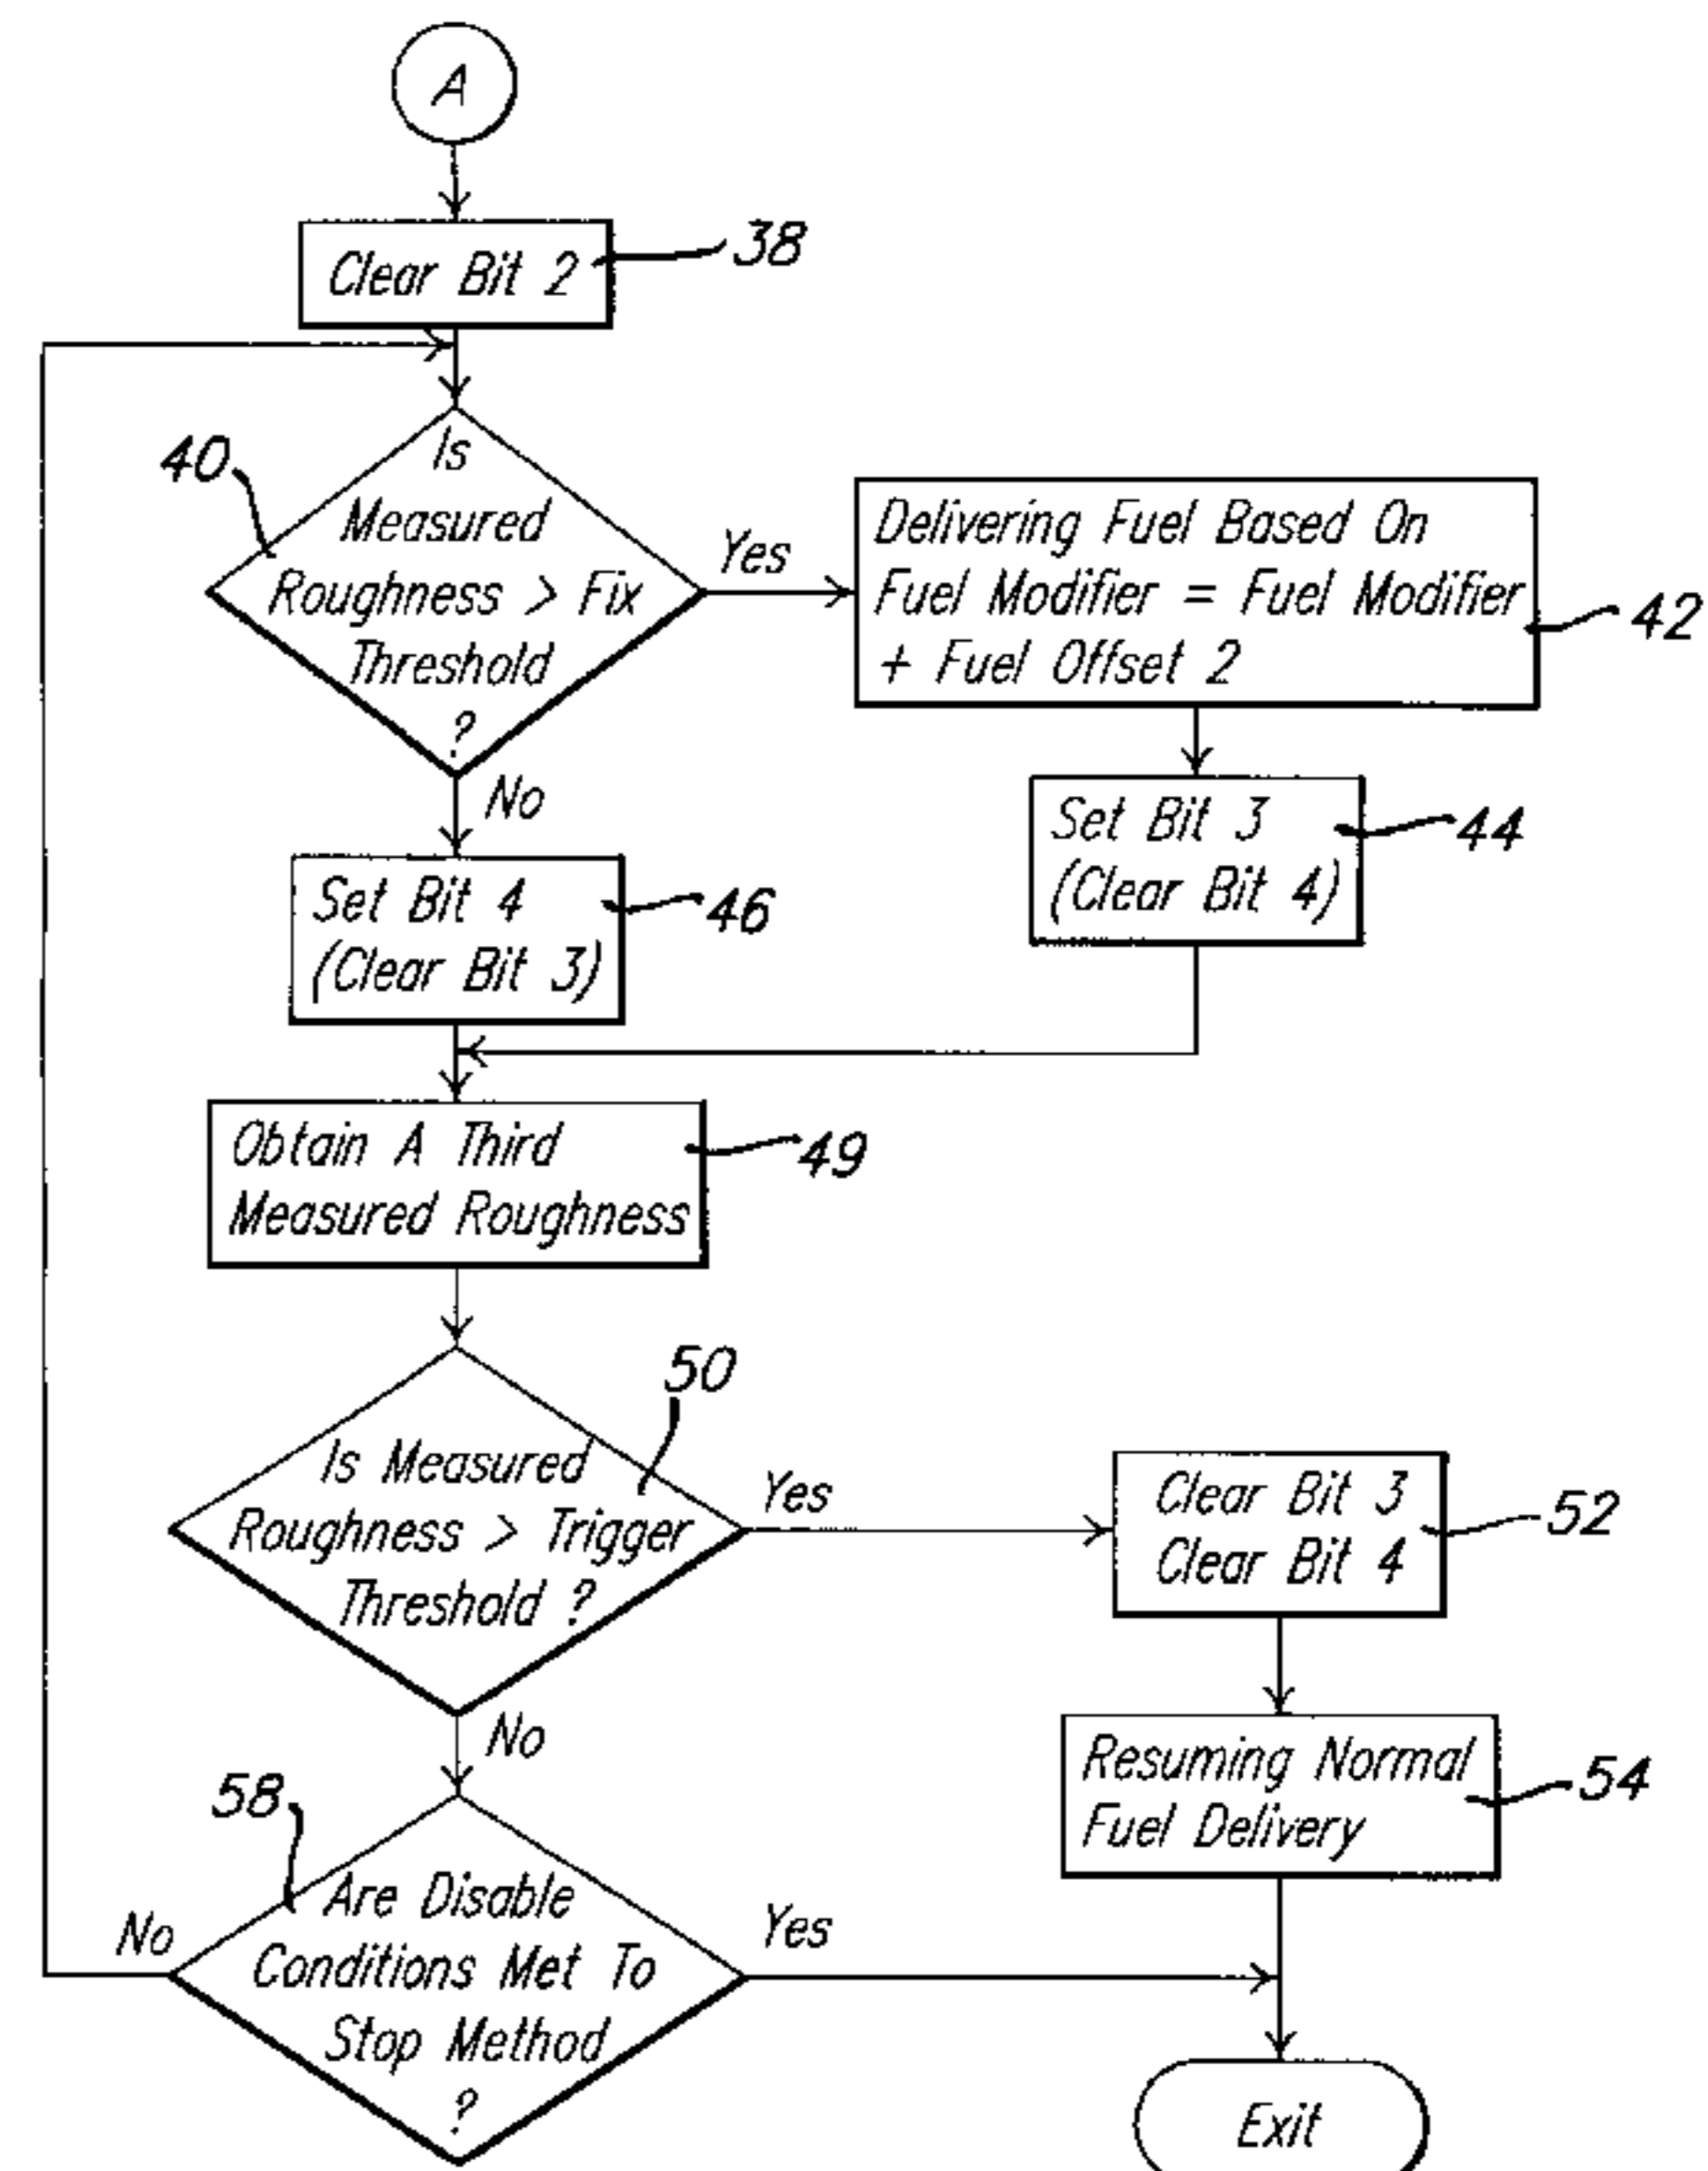 A
Clear Bit 2
38
40
Is
Measured
Roughness > Fix
Threshold
?
Yes
No
Delivering Fuel Based On
Fuel Modifier = Fuel Modifier
+ Fuel Offset 2
42
Set Bit 3
(Clear Bit 4)
44
Set Bit 4
(Clear Bit 3)
46
Obtain A Third
Measured Roughness
49
50
Is Measured
Roughness > Trigger
Threshold ?
Yes
No
Clear Bit 3
Clear Bit 4
52
Resuming Normal
Fuel Delivery
54
58
Are Disable
Conditions Met To
Stop Method
?
No
Yes
Exit